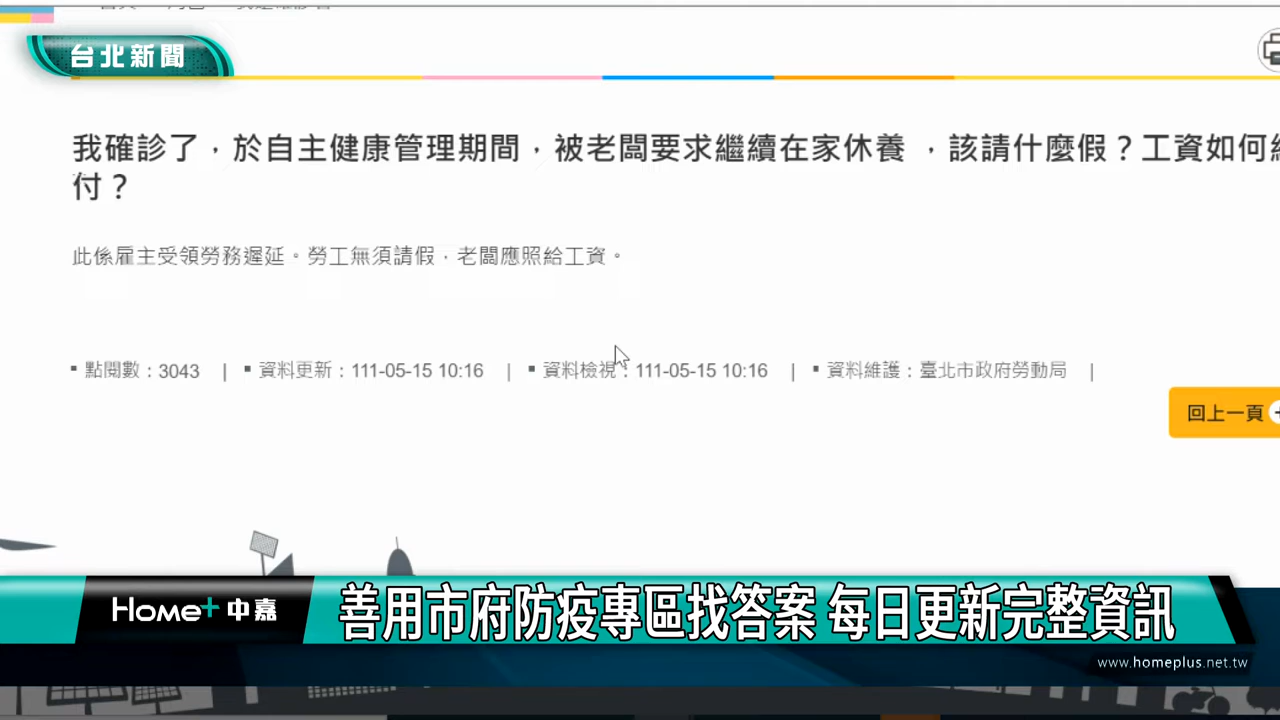 台北新聞
我確診了，於自主健康管理期間，被老闆要求繼續在家休養 ，該請什麼假？工資如何
付？
此係雇主受領勞務遲延。勞工無須請假，老闆應照給工資。
▪ 點閱數：3043 | ▪ 資料更新：111-05-15 10:16 | ▪ 資料檢視：111-05-15 10:16 | ▪ 資料維護：臺北市政府勞動局 |
回上一頁
Home+ 中嘉
善用市府防疫專區找答案 每日更新完整資訊
www.homeplus.net.tw